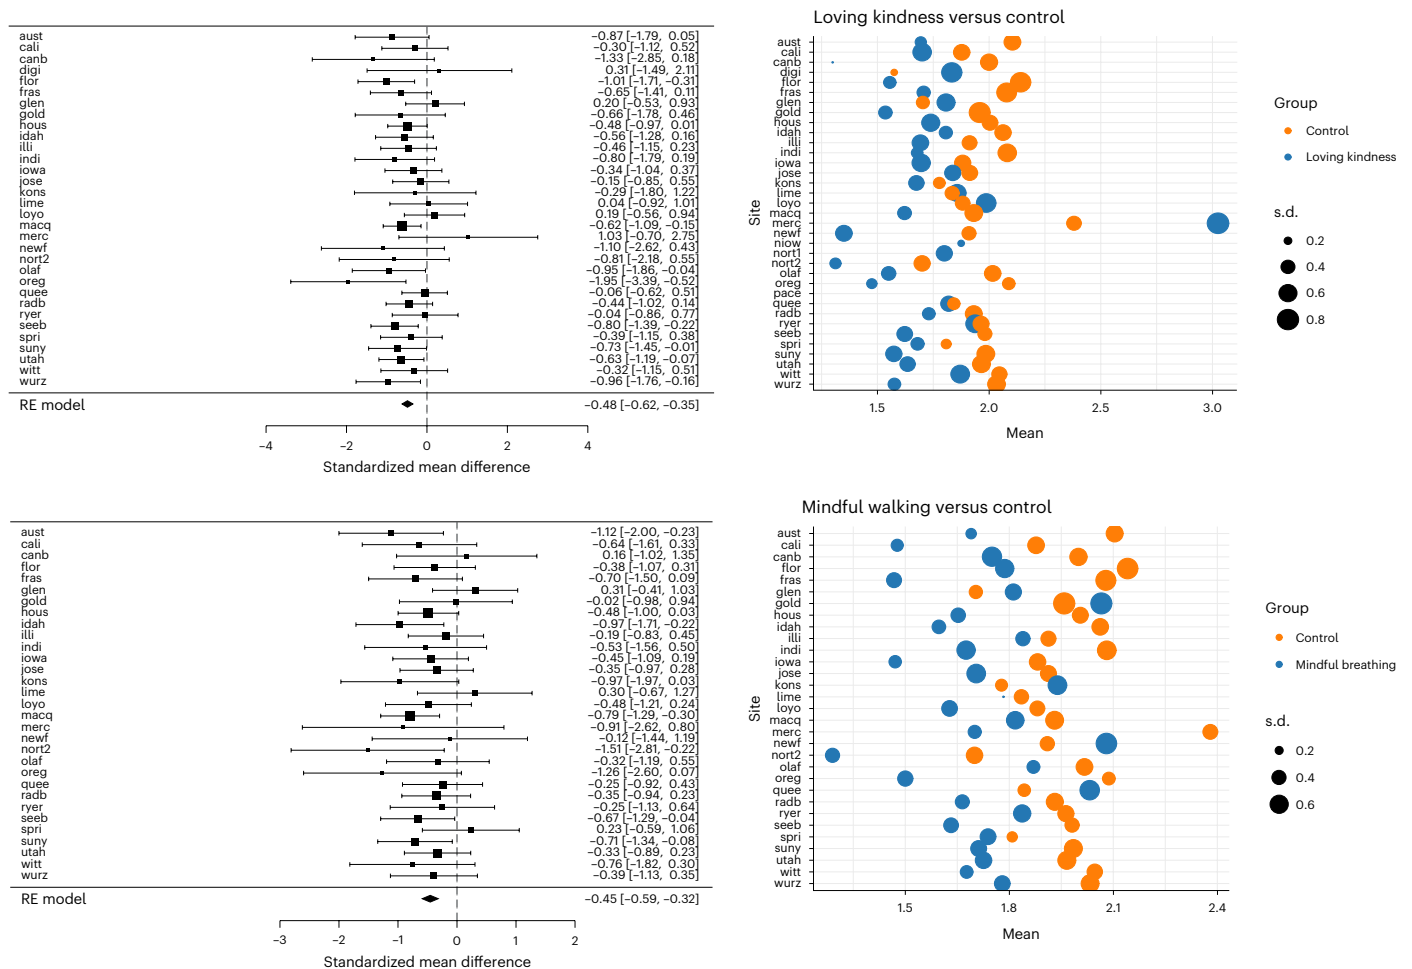 aust −0.87 [−1.79, 0.05]
cali −0.30 [−1.12, 0.52]
canb −1.33 [−2.85, 0.18]
digi 0.31 [−1.49, 2.11]
flor −1.01 [−1.71, −0.31]
fras −0.65 [−1.41, 0.11]
glen 0.20 [−0.53, 0.93]
gold −0.66 [−1.78, 0.46]
hous −0.48 [−0.97, 0.01]
idah −0.56 [−1.28, 0.16]
illi −0.46 [−1.15, 0.23]
indi −0.80 [−1.79, 0.19]
iowa −0.34 [−1.04, 0.37]
jose −0.15 [−0.85, 0.55]
kons −0.29 [−1.80, 1.22]
lime 0.04 [−0.92, 1.01]
loyo 0.19 [−0.56, 0.94]
macq −0.62 [−1.09, −0.15]
merc 1.03 [−0.70, 2.75]
newf −1.10 [−2.62, 0.43]
nort2 −0.81 [−2.18, 0.55]
olaf −0.95 [−1.86, −0.04]
oreg −1.95 [−3.39, −0.52]
quee −0.06 [−0.62, 0.51]
radb −0.44 [−1.02, 0.14]
ryer −0.04 [−0.86, 0.77]
seeb −0.80 [−1.39, −0.22]
spri −0.39 [−1.15, 0.38]
suny −0.73 [−1.45, −0.01]
utah −0.63 [−1.19, −0.07]
witt −0.32 [−1.15, 0.51]
wurz −0.96 [−1.76, −0.16]
RE model −0.48 [−0.62, −0.35]
−4 −2 0 2 4
Standardized mean difference
Loving kindness versus control
Site
aust
cali
canb
digi
flor
fras
glen
gold
hous
idah
illi
indi
iowa
jose
kons
lime
loyo
macq
merc
newf
niow
nort1
nort2
olaf
oreg
pace
quee
radb
ryer
seeb
spri
suny
utah
witt
wurz
1.5 2.0 2.5 3.0
Mean
Group
Control
Loving kindness
s.d.
0.2
0.4
0.6
0.8
aust −1.12 [−2.00, −0.23]
cali −0.64 [−1.61, 0.33]
canb 0.16 [−1.02, 1.35]
flor −0.38 [−1.07, 0.31]
fras −0.70 [−1.50, 0.09]
glen 0.31 [−0.41, 1.03]
gold −0.02 [−0.98, 0.94]
hous −0.48 [−1.00, 0.03]
idah −0.97 [−1.71, −0.22]
illi −0.19 [−0.83, 0.45]
indi −0.53 [−1.56, 0.50]
iowa −0.45 [−1.09, 0.19]
jose −0.35 [−0.97, 0.28]
kons −0.97 [−1.97, 0.03]
lime 0.30 [−0.67, 1.27]
loyo −0.48 [−1.21, 0.24]
macq −0.79 [−1.29, −0.30]
merc −0.91 [−2.62, 0.80]
newf −0.12 [−1.44, 1.19]
nort2 −1.51 [−2.81, −0.22]
olaf −0.32 [−1.19, 0.55]
oreg −1.26 [−2.60, 0.07]
quee −0.25 [−0.92, 0.43]
radb −0.35 [−0.94, 0.23]
ryer −0.25 [−1.13, 0.64]
seeb −0.67 [−1.29, −0.04]
spri 0.23 [−0.59, 1.06]
suny −0.71 [−1.34, −0.08]
utah −0.33 [−0.89, 0.23]
witt −0.76 [−1.82, 0.30]
wurz −0.39 [−1.13, 0.35]
RE model −0.45 [−0.59, −0.32]
−3 −2 −1 0 1 2
Standardized mean difference
Mindful walking versus control
Site
aust
cali
canb
flor
fras
glen
gold
hous
idah
illi
indi
iowa
jose
kons
lime
loyo
macq
merc
newf
nort2
olaf
oreg
quee
radb
ryer
seeb
spri
suny
utah
witt
wurz
1.5 1.8 2.1 2.4
Mean
Group
Control
Mindful breathing
s.d.
0.2
0.4
0.6